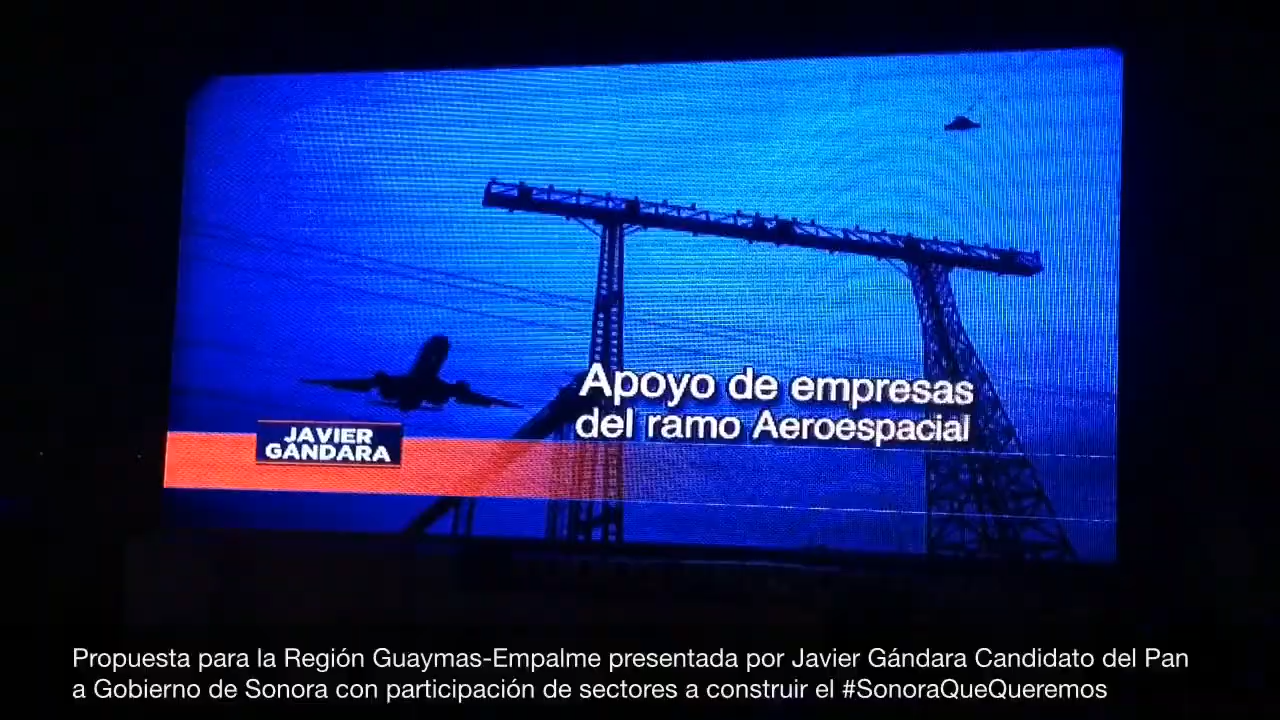 Apoyo de empresas
del ramo Aeroespacial
JAVIER
GÁNDARA
Propuesta para la Región Guaymas-Empalme presentada por Javier Gándara Candidato del Pan
a Gobierno de Sonora con participación de sectores a construir el #SonoraQueQueremos